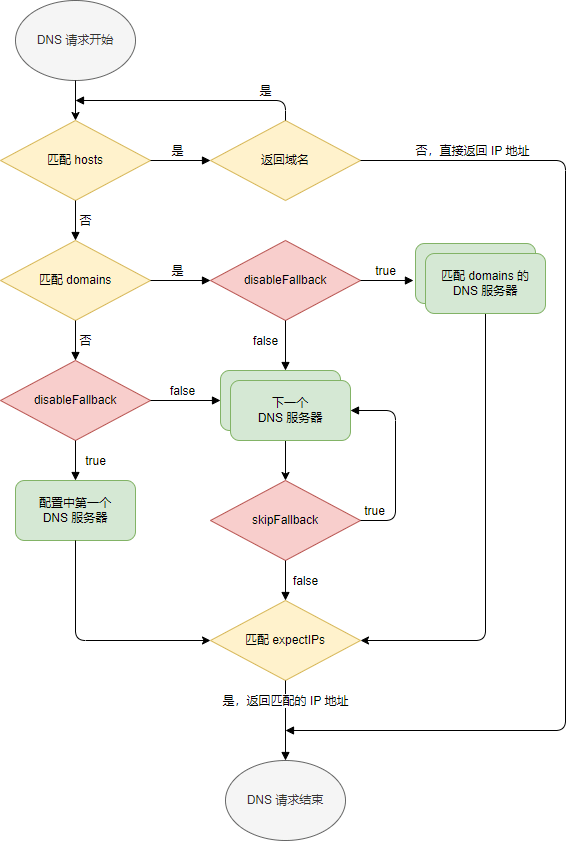 DNS 请求开始
是
匹配 hosts
是
返回域名
否，直接返回 IP 地址
否
匹配 domains
是
disableFallback
true
匹配 domains 的
DNS 服务器
否
false
disableFallback
false
下一个
DNS 服务器
true
配置中第一个
DNS 服务器
skipFallback
true
false
匹配 expectIPs
是，返回匹配的 IP 地址
DNS 请求结束